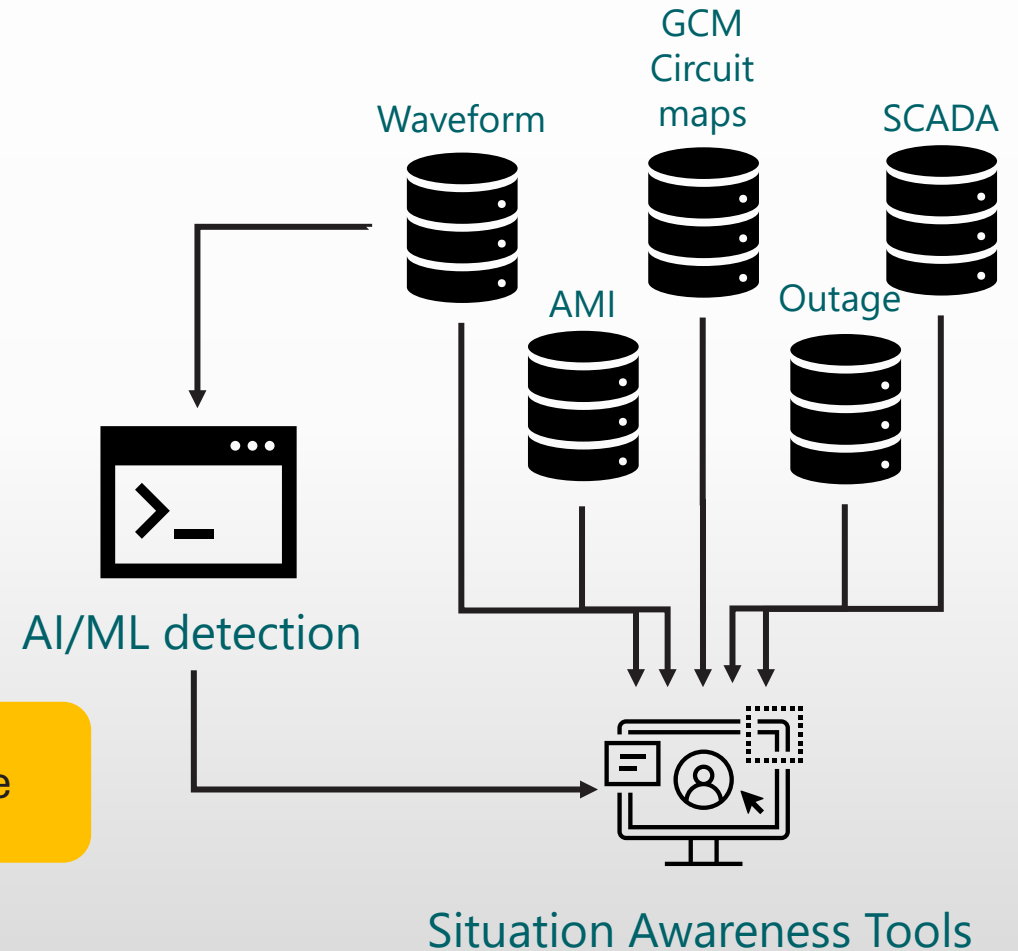 GCM
Circuit
maps
Waveform
SCADA
AMI
Outage
>_
AI/ML detection
Situation Awareness Tools